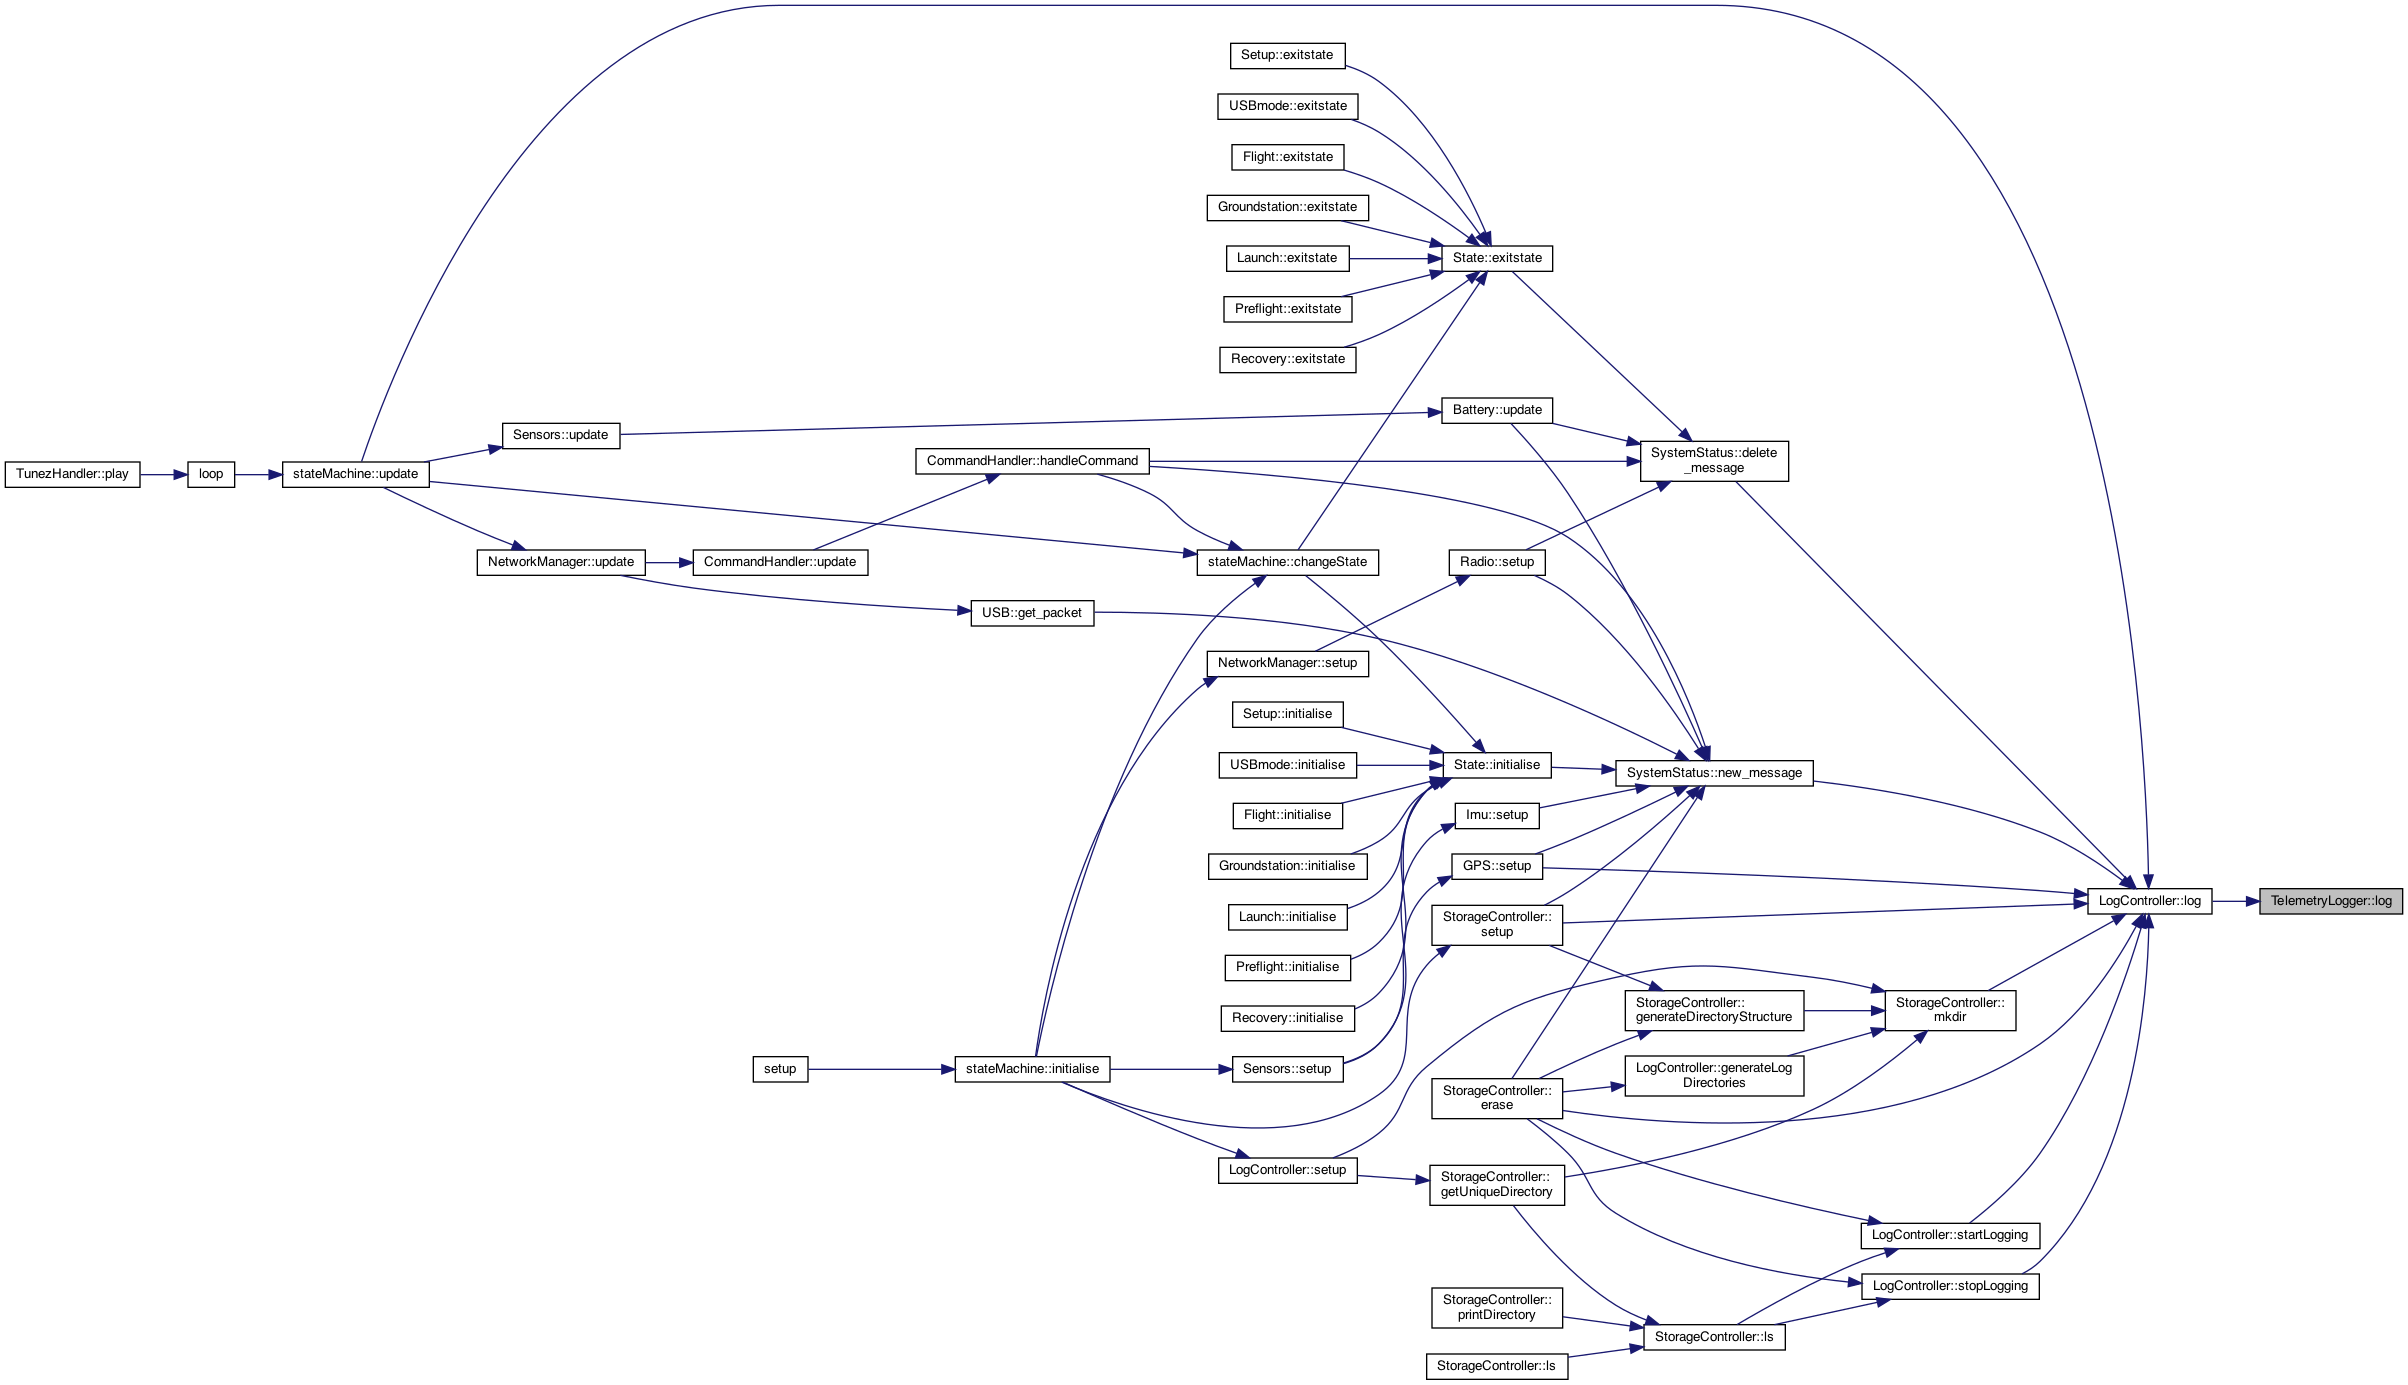 Setup::exitstate
USBmode::exitstate
Flight::exitstate
Groundstation::exitstate
Launch::exitstate
State::exitstate
Preflight::exitstate
Recovery::exitstate
Battery::update
Sensors::update
SystemStatus::delete
_message
CommandHandler::handleCommand
TunezHandler::play
loop
stateMachine::update
NetworkManager::update
CommandHandler::update
stateMachine::changeState
Radio::setup
USB::get_packet
NetworkManager::setup
Setup::initialise
USBmode::initialise
State::initialise
SystemStatus::new_message
Flight::initialise
Imu::setup
Groundstation::initialise
GPS::setup
LogController::log
TelemetryLogger::log
Launch::initialise
StorageController::
setup
Preflight::initialise
Recovery::initialise
StorageController::
generateDirectoryStructure
StorageController::
mkdir
setup
stateMachine::initialise
Sensors::setup
LogController::generateLog
Directories
StorageController::
erase
LogController::setup
StorageController::
getUniqueDirectory
LogController::startLogging
LogController::stopLogging
StorageController::
printDirectory
StorageController::ls
StorageController::ls